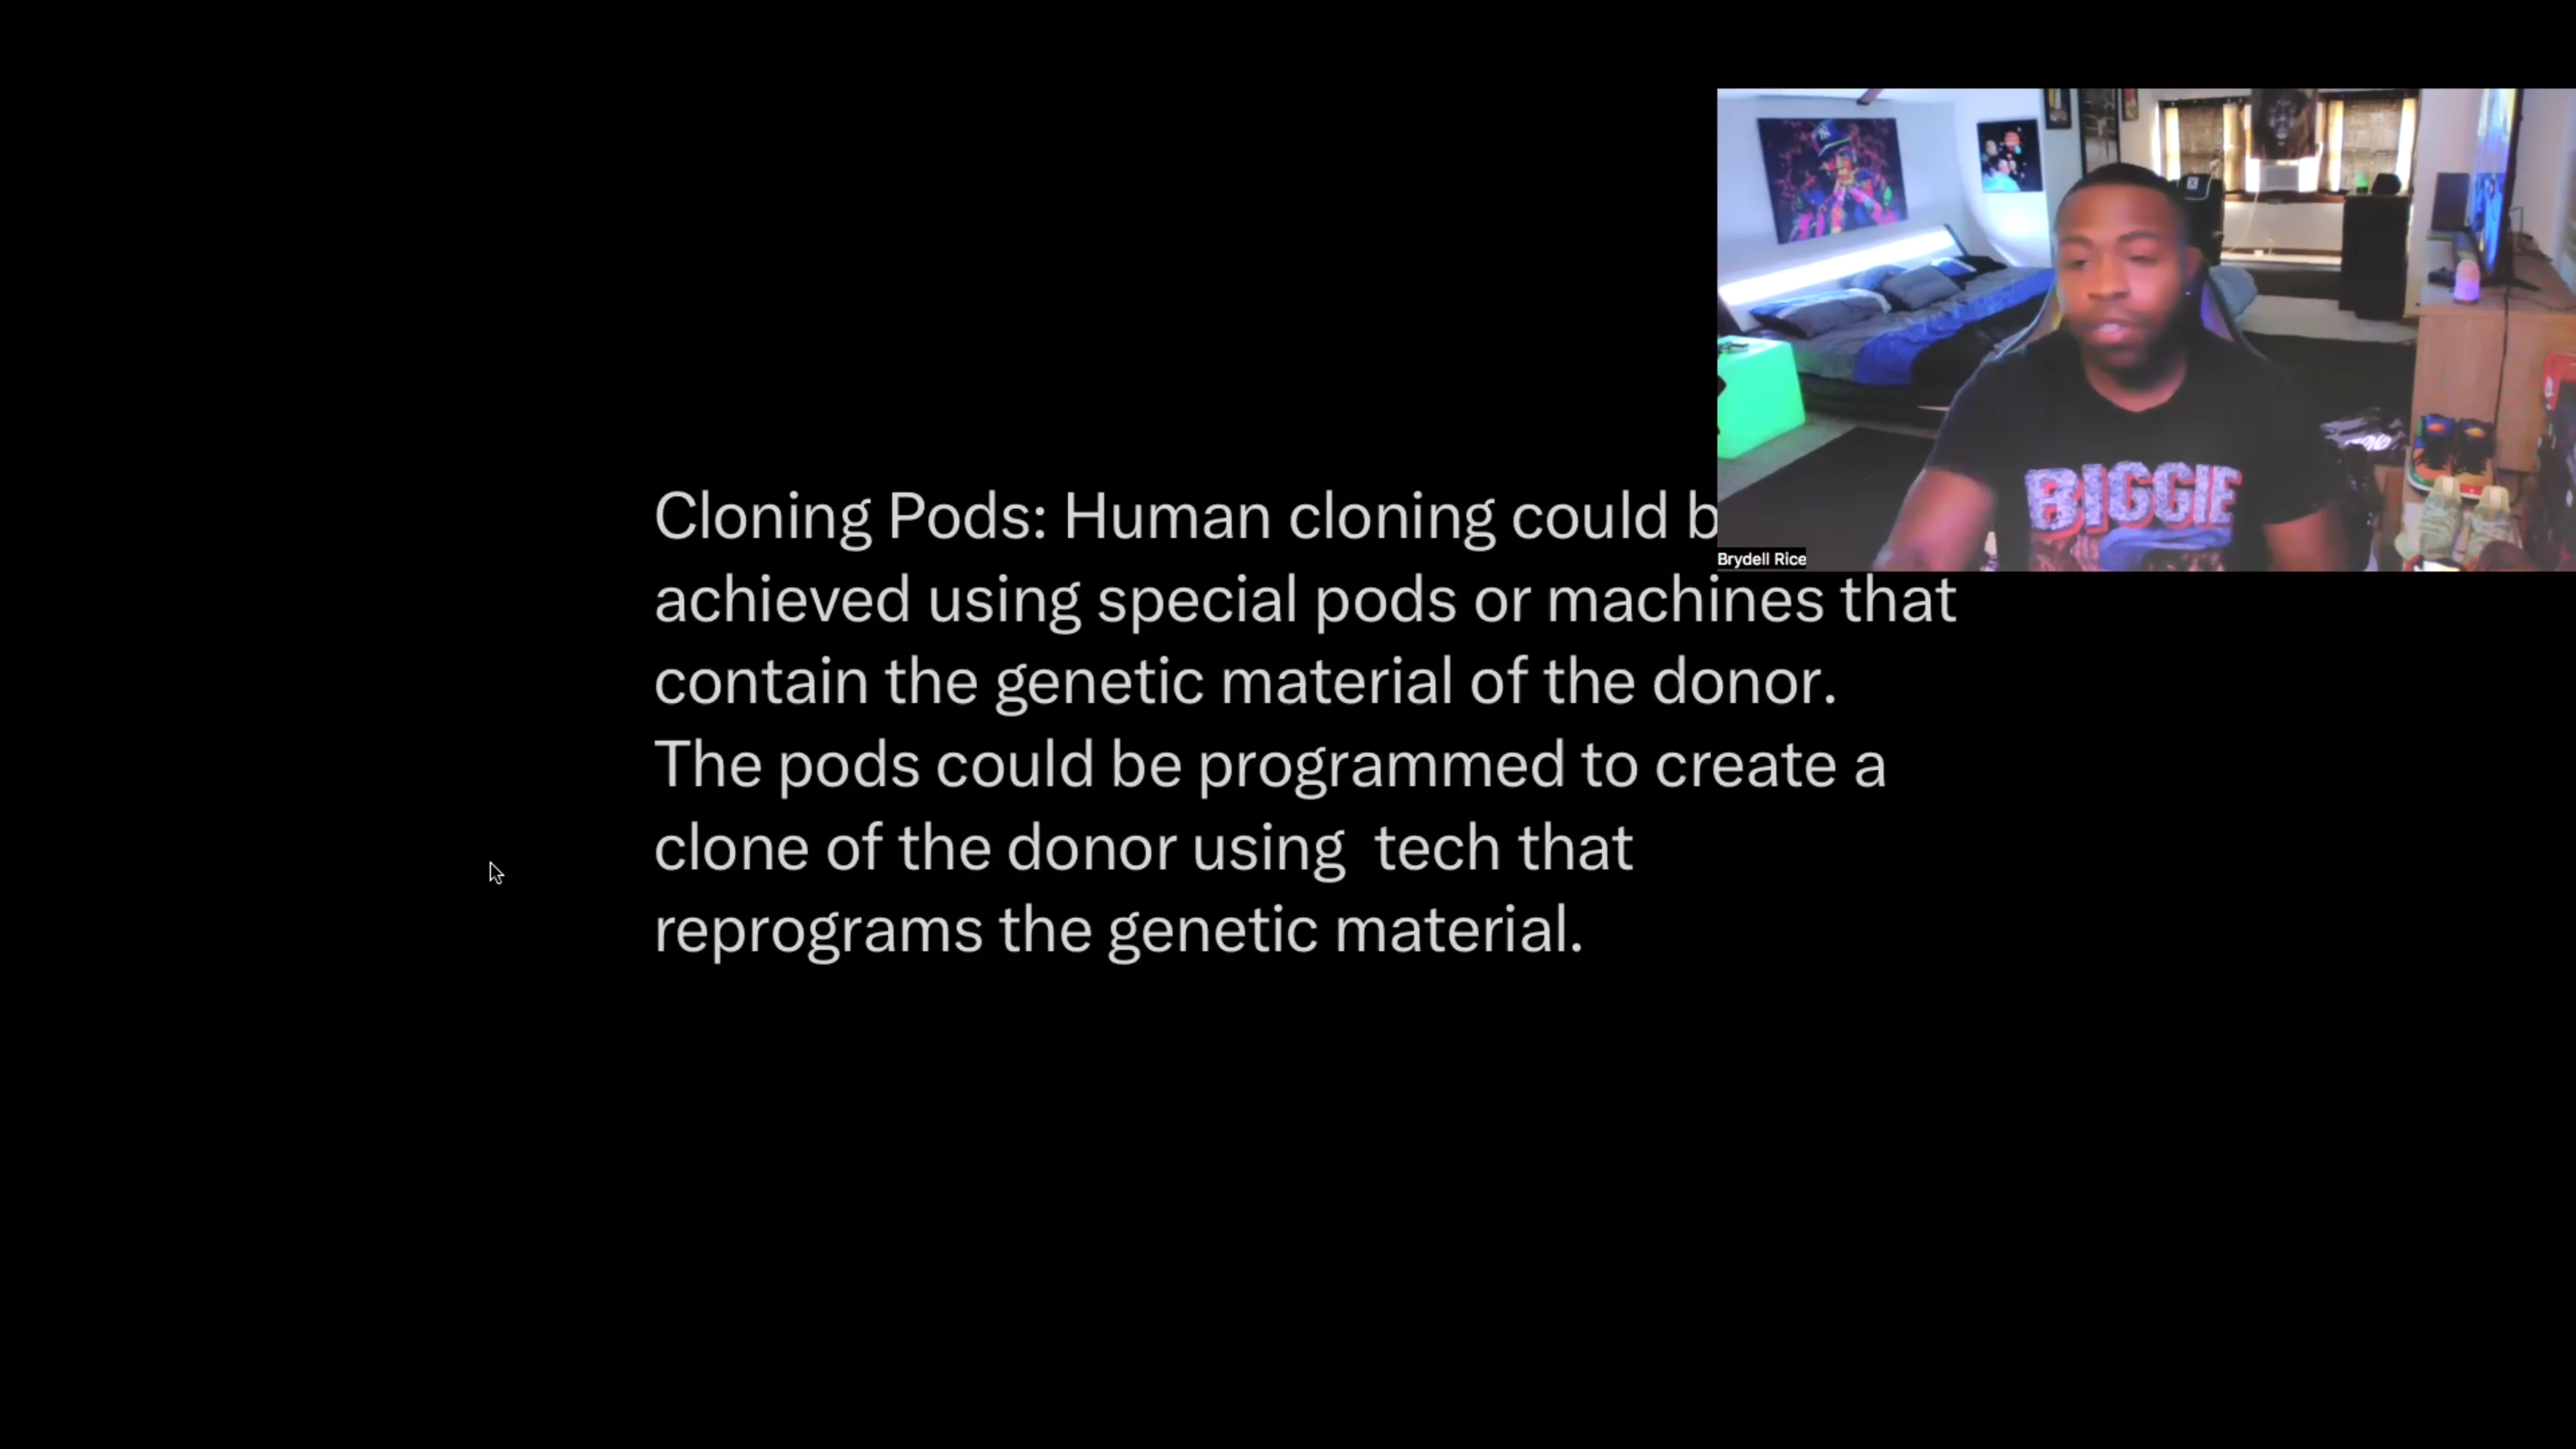 Cloning Pods: Human cloning could b
achieved using special pods or machines that
contain the genetic material of the donor.
The pods could be programmed to create a
clone of the donor using  tech that
reprograms the genetic material.
BIGGIE
Brydell Rice